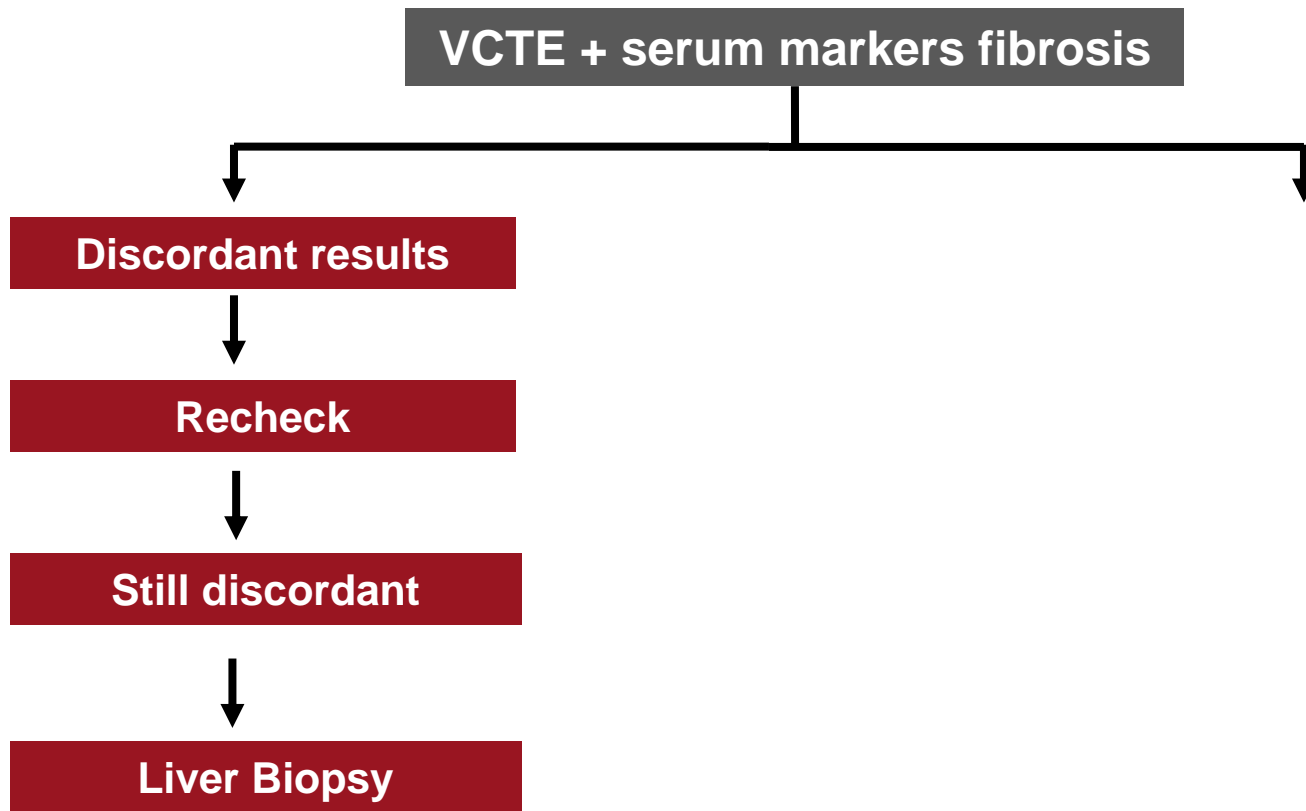 VCTE + serum markers fibrosis
Discordant results
Recheck
Still discordant
Liver Biopsy